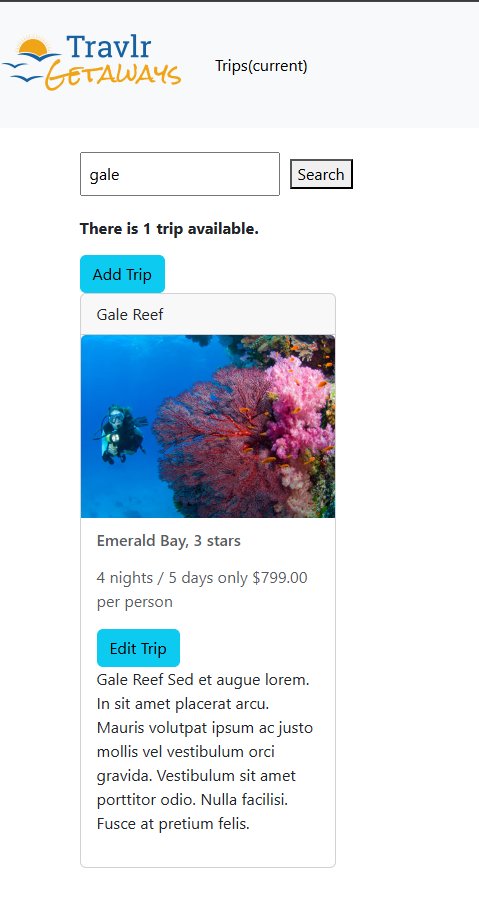 Travlr
Getaways
Trips(current)
gale
Search
There is 1 trip available.
Add Trip
Gale Reef
Emerald Bay, 3 stars
4 nights / 5 days only $799.00
per person
Edit Trip
Gale Reef Sed et augue lorem.
In sit amet placerat arcu.
Mauris volutpat ipsum ac justo
mollis vel vestibulum orci
gravida. Vestibulum sit amet
porttitor odio. Nulla facilisi.
Fusce at pretium felis.